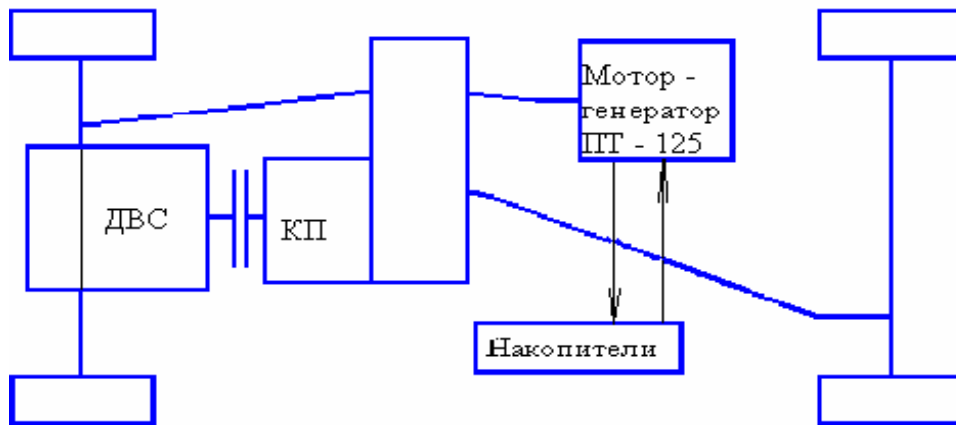 Мотор -
генератор
ПТ - 125
ДВС
КП
Накопители